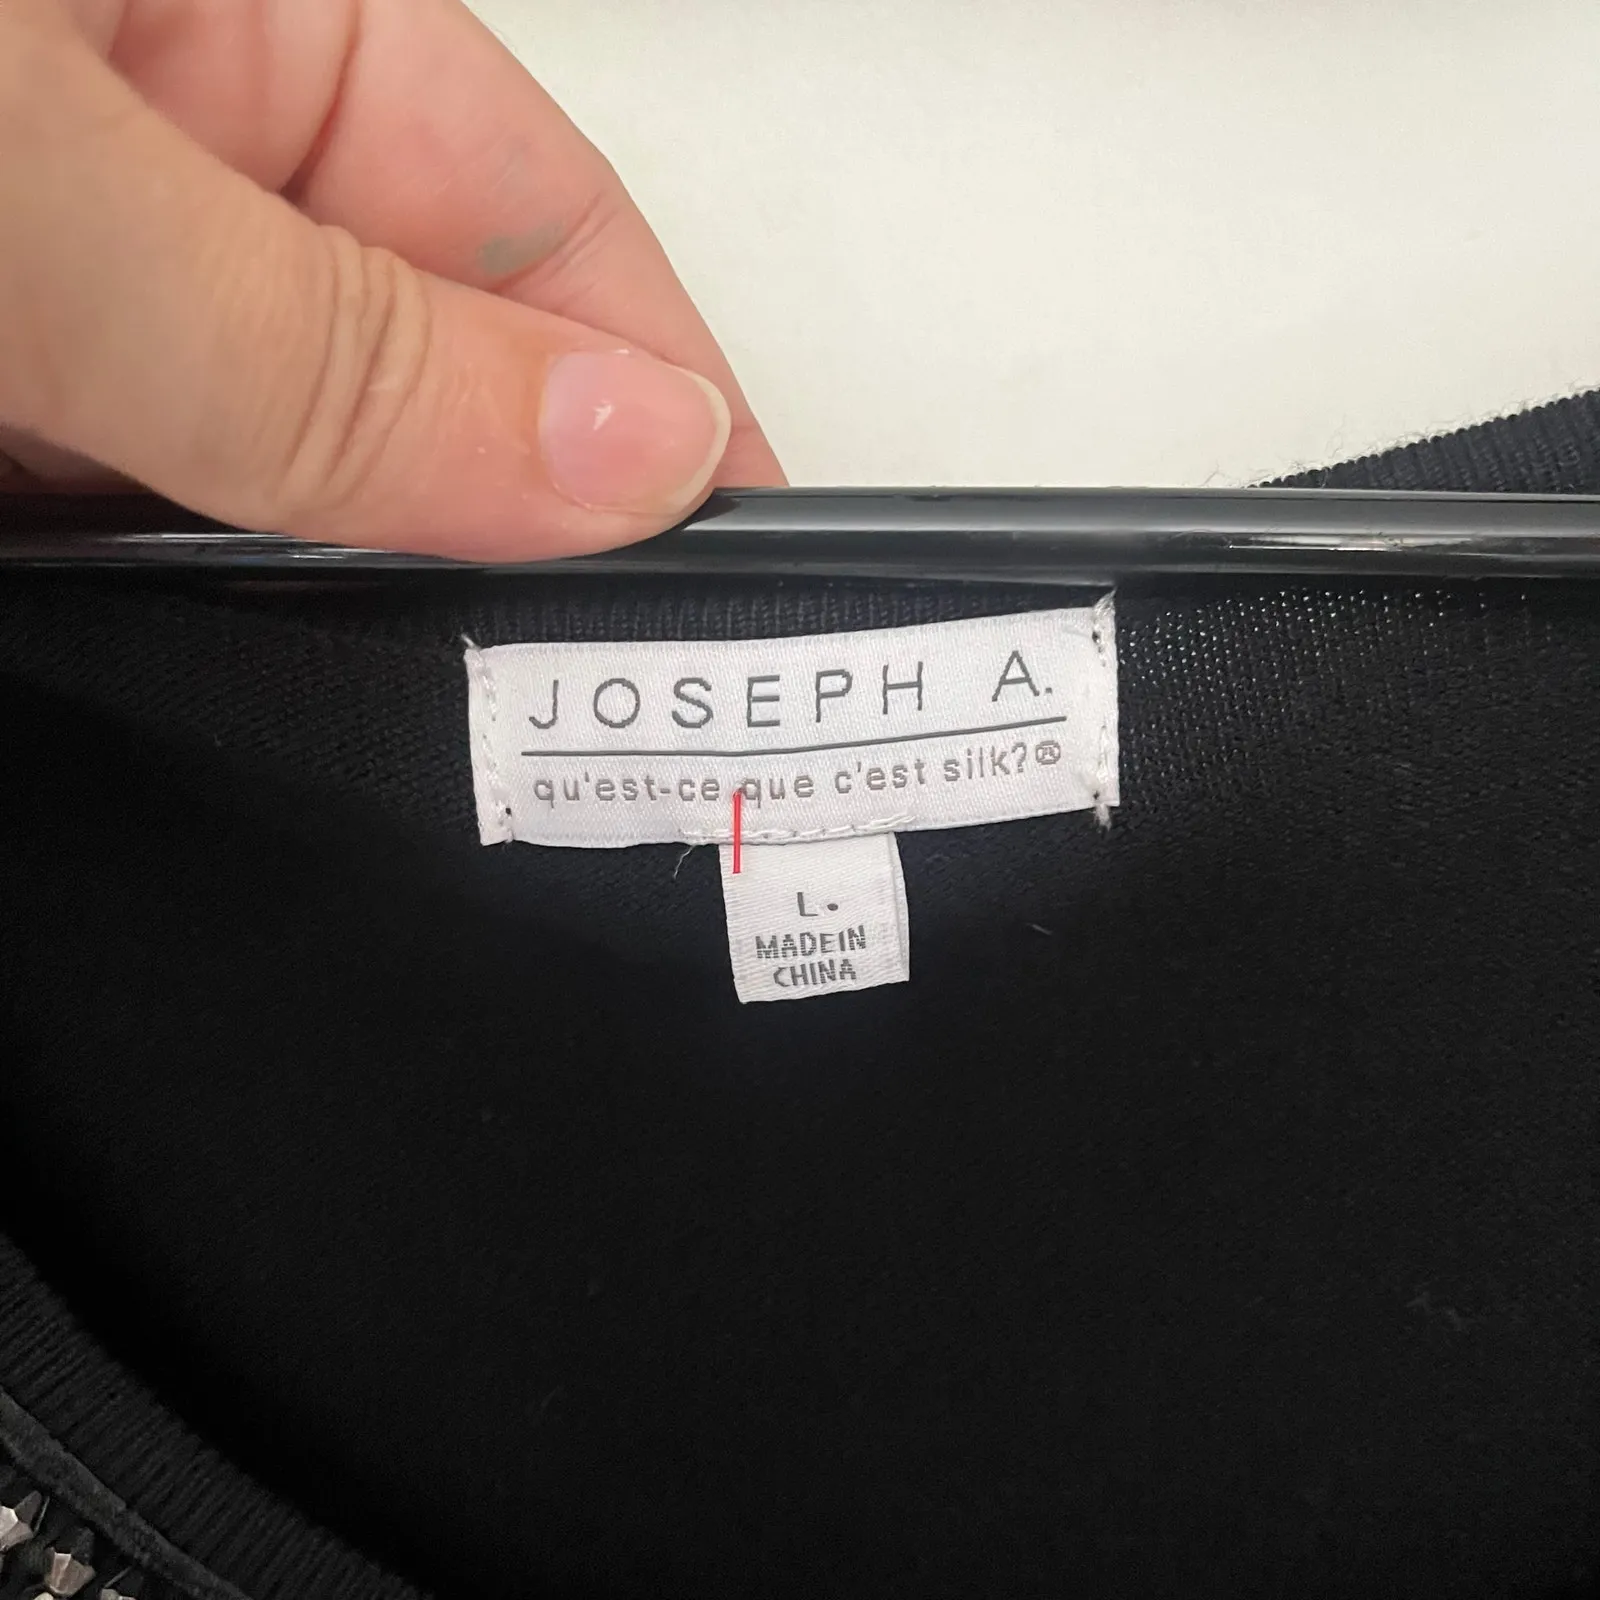 JOSEPH A.
qu'est-ce que c'est silk?®
L.
MADE IN
CHINA